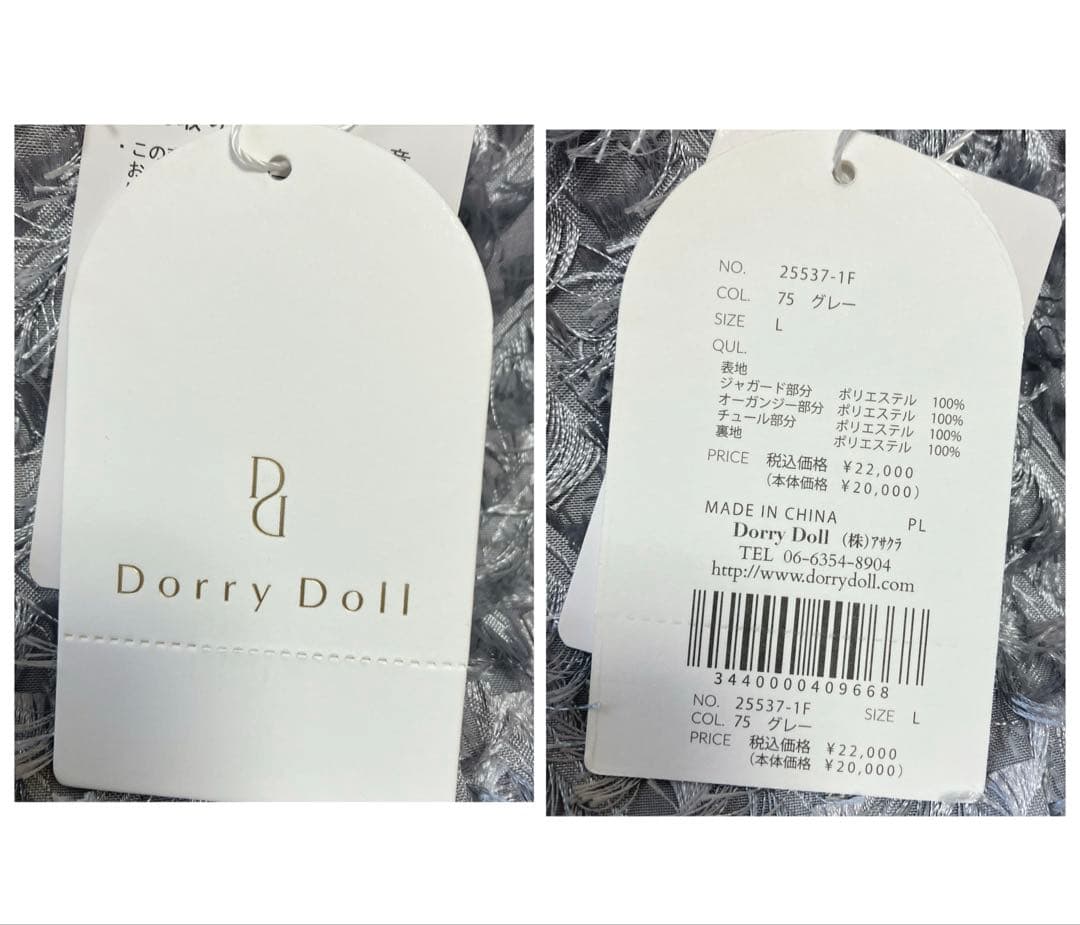 ・この
お
Dorry Doll
NO. 25537-1F
COL. 75 グレー
SIZE L
QUL.
表地
ジャガード部分 ポリエステル 100%
オーガンジー部分 ポリエステル 100%
チュール部分 ポリエステル 100%
裏地 ポリエステル 100%
PRICE 税込価格 ¥22,000
(本体価格 ¥20,000)
MADE IN CHINA PL
Dorry Doll (株)ｱｻｸﾗ
TEL 06-6354-8904
http://www.dorrydoll.com
3440000409668
NO. 25537-1F SIZE L
COL. 75 グレー
PRICE 税込価格 ¥22,000
(本体価格 ¥20,000)